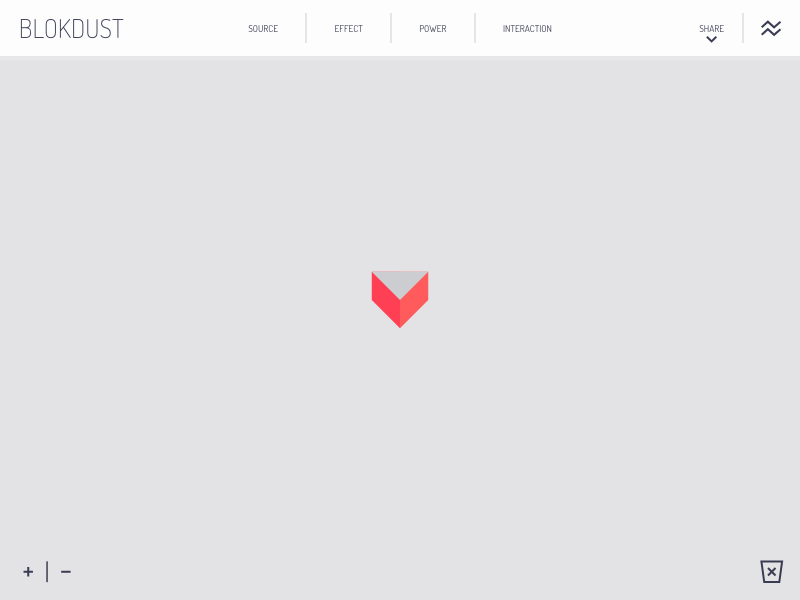 BLOKDUST
SOURCE
EFFECT
POWER
INTERACTION
SHARE